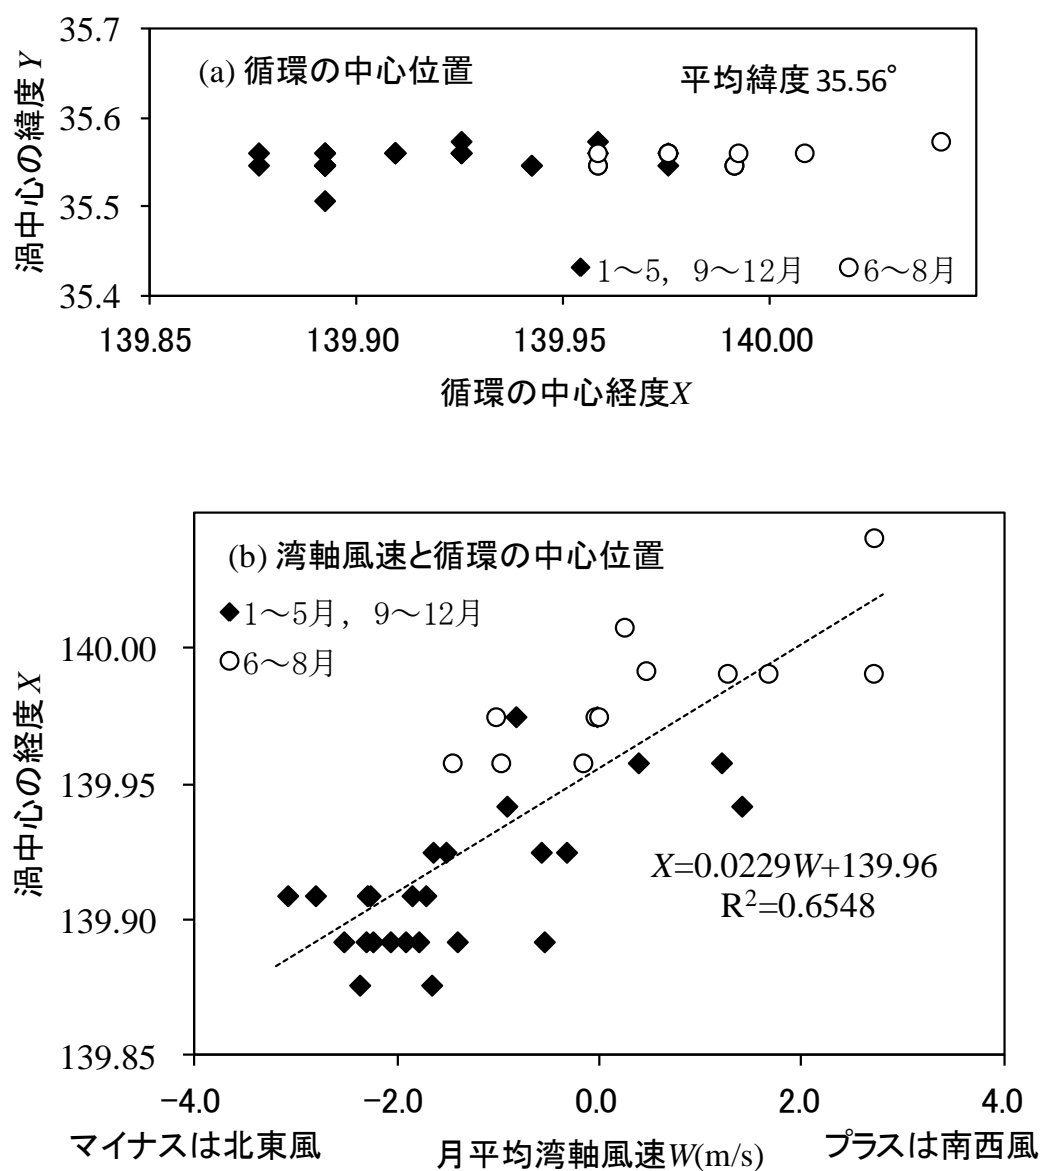 35.7
(a) 循環の中心位置
平均緯度 35.56°
35.6
渦中心の緯度Y
35.5
◆1～5，9～12月 ○6～8月
35.4
139.85 139.90 139.95 140.00
循環の中心経度X
(b) 湾軸風速と循環の中心位置
◆1～5月，9～12月
○6～8月
140.00
渦中心の経度X
139.95
X=0.0229W+139.96
R²=0.6548
139.90
139.85
−4.0 −2.0 0.0 2.0 4.0
マイナスは北東風 月平均湾軸風速W(m/s) プラスは南西風